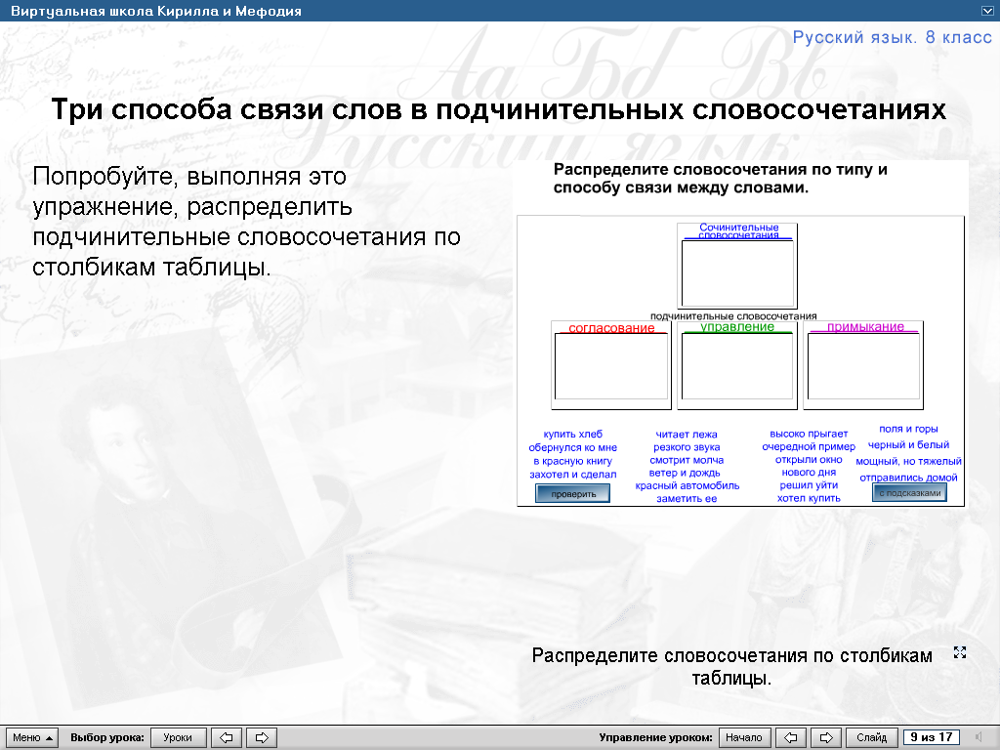 Виртуальная школа Кирилла и Мефодия
Русский язык. 8 класс
Три способа связи слов в подчинительных словосочетаниях
Попробуйте, выполняя это
упражнение, распределить
подчинительные словосочетания по
столбикам таблицы.
Распределите словосочетания по типу и
способу связи между словами.
Сочинительные
словосочетания
подчинительные словосочетания
согласование
управление
примыкание
купить хлеб
обернулся ко мне
в красную книгу
захотел и сделал
читает лежа
резкого звука
смотрит молча
ветер и дождь
красный автомобиль
заметить ее
высоко прыгает
очередной пример
открыли окно
нового дня
решил уйти
хотел купить
поля и горы
черный и белый
мощный, но тяжелый
отправились домой
проверить
с подсказками
Распределите словосочетания по столбикам
таблицы.
Меню Выбор урока: Уроки Управление уроком: Начало Слайд 9 из 17